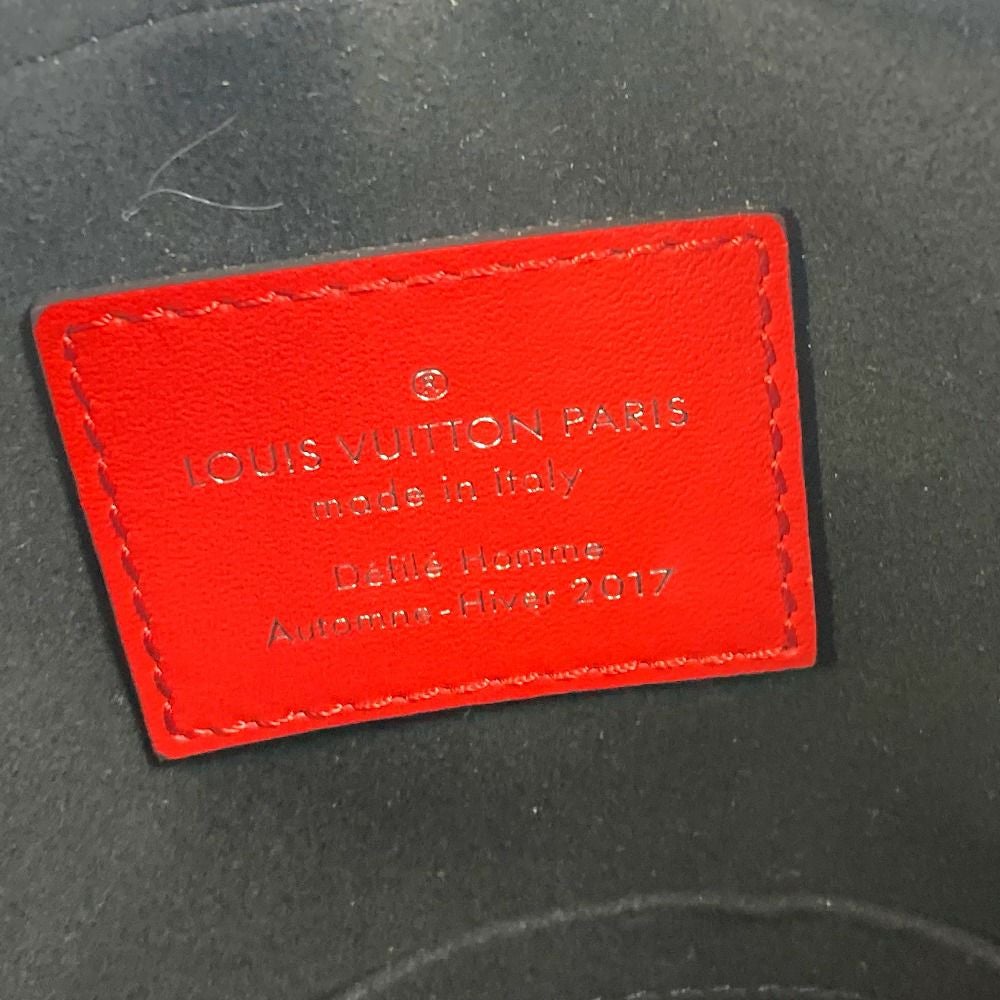 ®
LOUIS VUITTON PARIS
made in italy
Défilé Homme
Automne-Hiver 2017